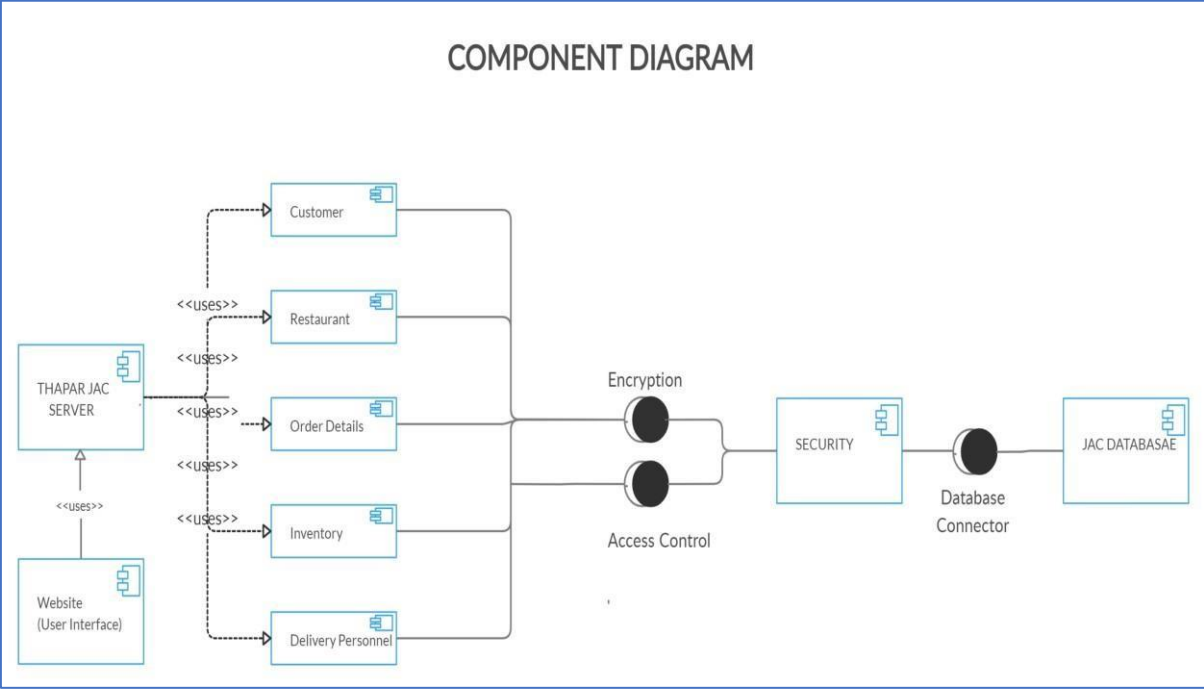 COMPONENT DIAGRAM
Customer
<<uses>>
Restaurant
<<uses>>
THAPAR JAC
SERVER
<<uses>>
Order Details
<<uses>>
<<uses>>
Inventory
<<uses>>
Website
(User Interface)
Delivery Personnel
Encryption
Access Control
SECURITY
Database
Connector
JAC DATABASAE